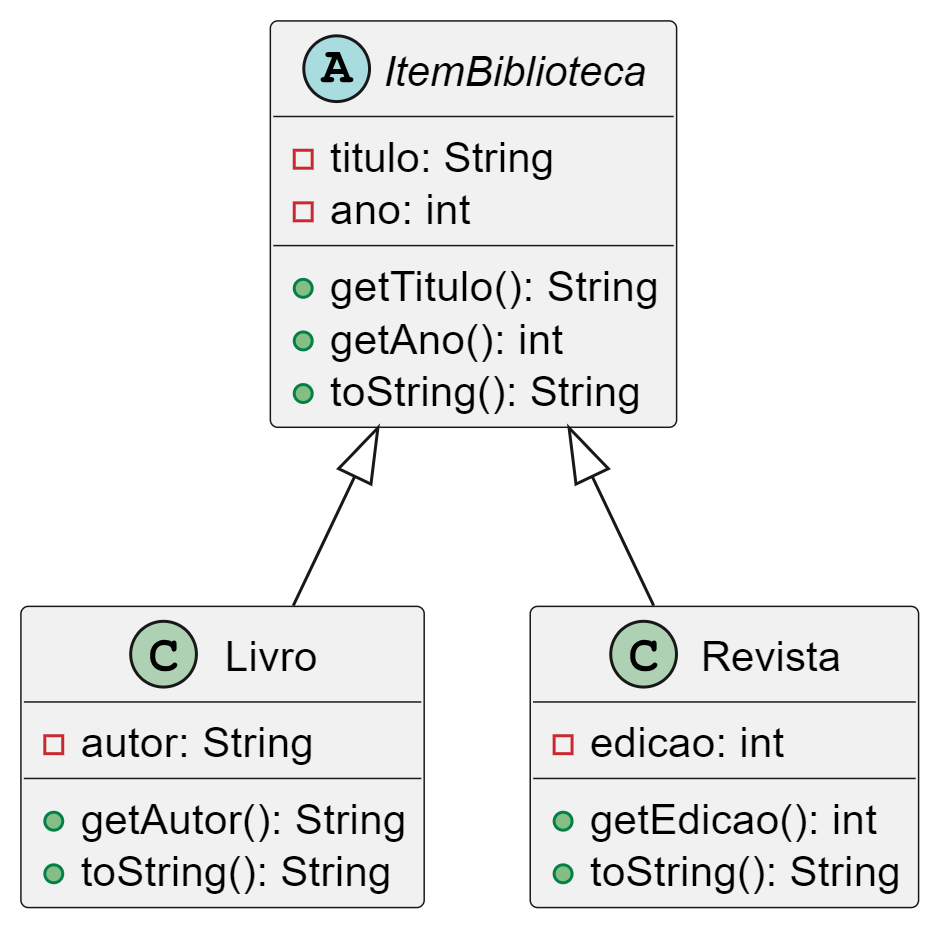 A ItemBiblioteca
titulo: String
ano: int
getTitulo(): String
getAno(): int
toString(): String
C Livro
autor: String
getAutor(): String
toString(): String
C Revista
edicao: int
getEdicao(): int
toString(): String